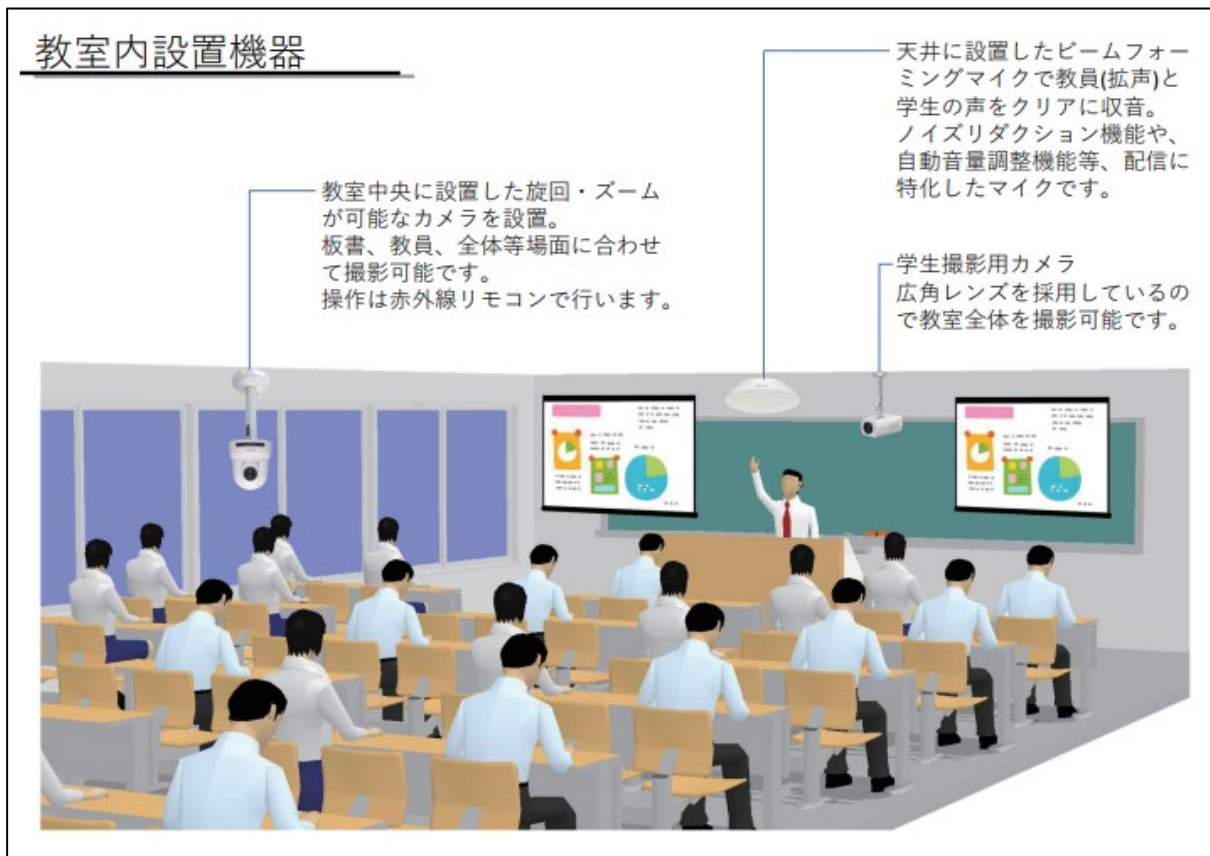 教室内設置機器
天井に設置したビームフォー
ミングマイクで教員(拡声)と
学生の声をクリアに収音。
ノイズリダクション機能や、
自動音量調整機能等、配信に
特化したマイクです。
教室中央に設置した旋回・ズーム
が可能なカメラを設置。
板書、教員、全体等場面に合わせ
て撮影可能です。
操作は赤外線リモコンで行います。
学生撮影用カメラ
広角レンズを採用しているの
で教室全体を撮影可能です。